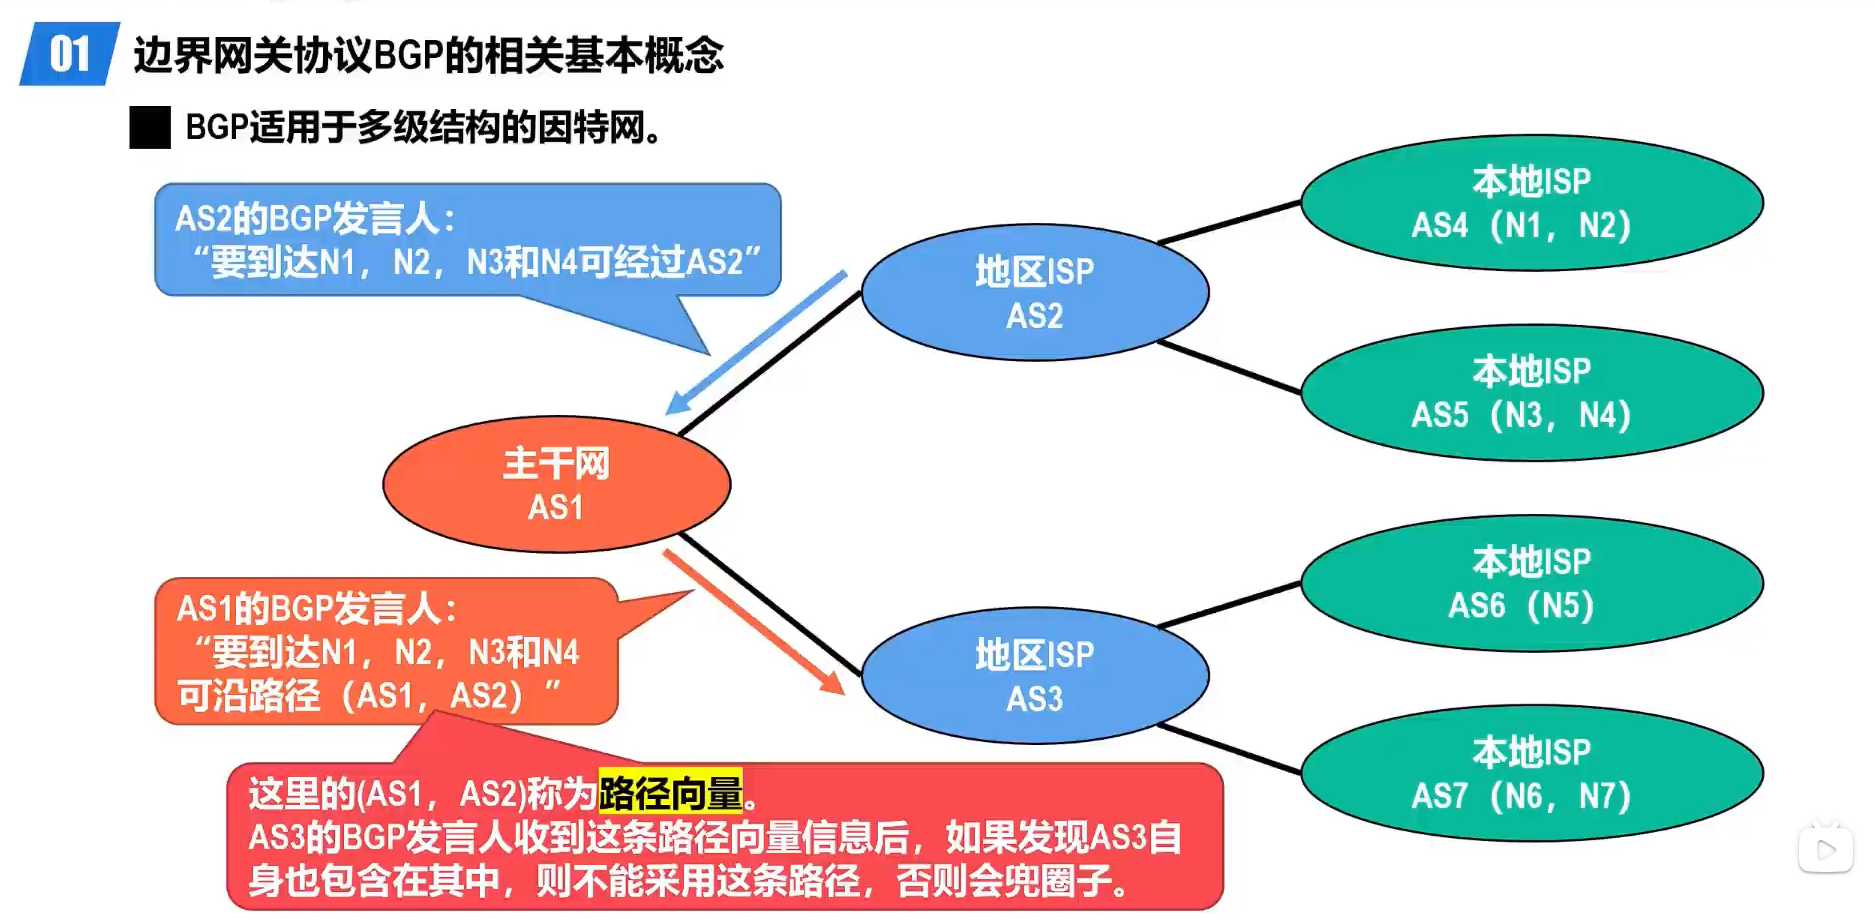 01 边界网关协议BGP的相关基本概念
BGP适用于多级结构的因特网。
AS2的BGP发言人：
“要到达N1，N2，N3和N4可经过AS2”
地区ISP
AS2
本地ISP
AS4（N1，N2）
本地ISP
AS5（N3，N4）
主干网
AS1
AS1的BGP发言人：
“要到达N1，N2，N3和N4
可沿路径（AS1，AS2）”
地区ISP
AS3
本地ISP
AS6（N5）
本地ISP
AS7（N6，N7）
这里的(AS1，AS2)称为路径向量。
AS3的BGP发言人收到这条路径向量信息后，如果发现AS3自
身也包含在其中，则不能采用这条路径，否则会兜圈子。